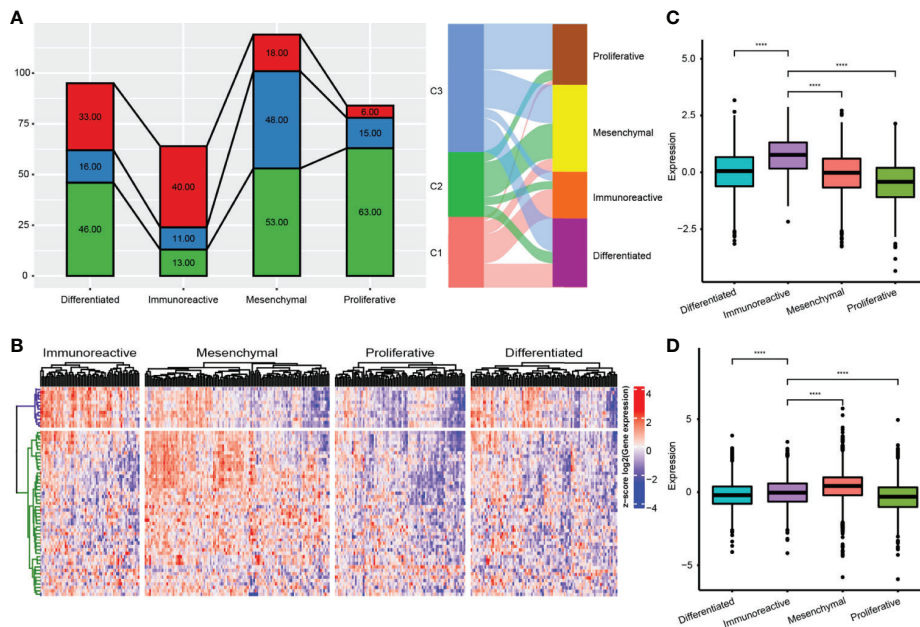 A
100
75
50
25
0
33.00
16.00
46.00
40.00
11.00
13.00
18.00
48.00
53.00
6.00
15.00
63.00
Differentiated
Immunoreactive
Mesenchymal
Proliferative
C3
C2
C1
Proliferative
Mesenchymal
Immunoreactive
Differentiated
B
Immunoreactive
Mesenchymal
Proliferative
Differentiated
4
2
0
−2
−4
z-score log2(Gene expression)
C
Expression
5.0
2.5
0.0
−2.5
****
****
****
Differentiated
Immunoreactive
Mesenchymal
Proliferative
D
Expression
5
0
−5
****
****
****
Differentiated
Immunoreactive
Mesenchymal
Proliferative